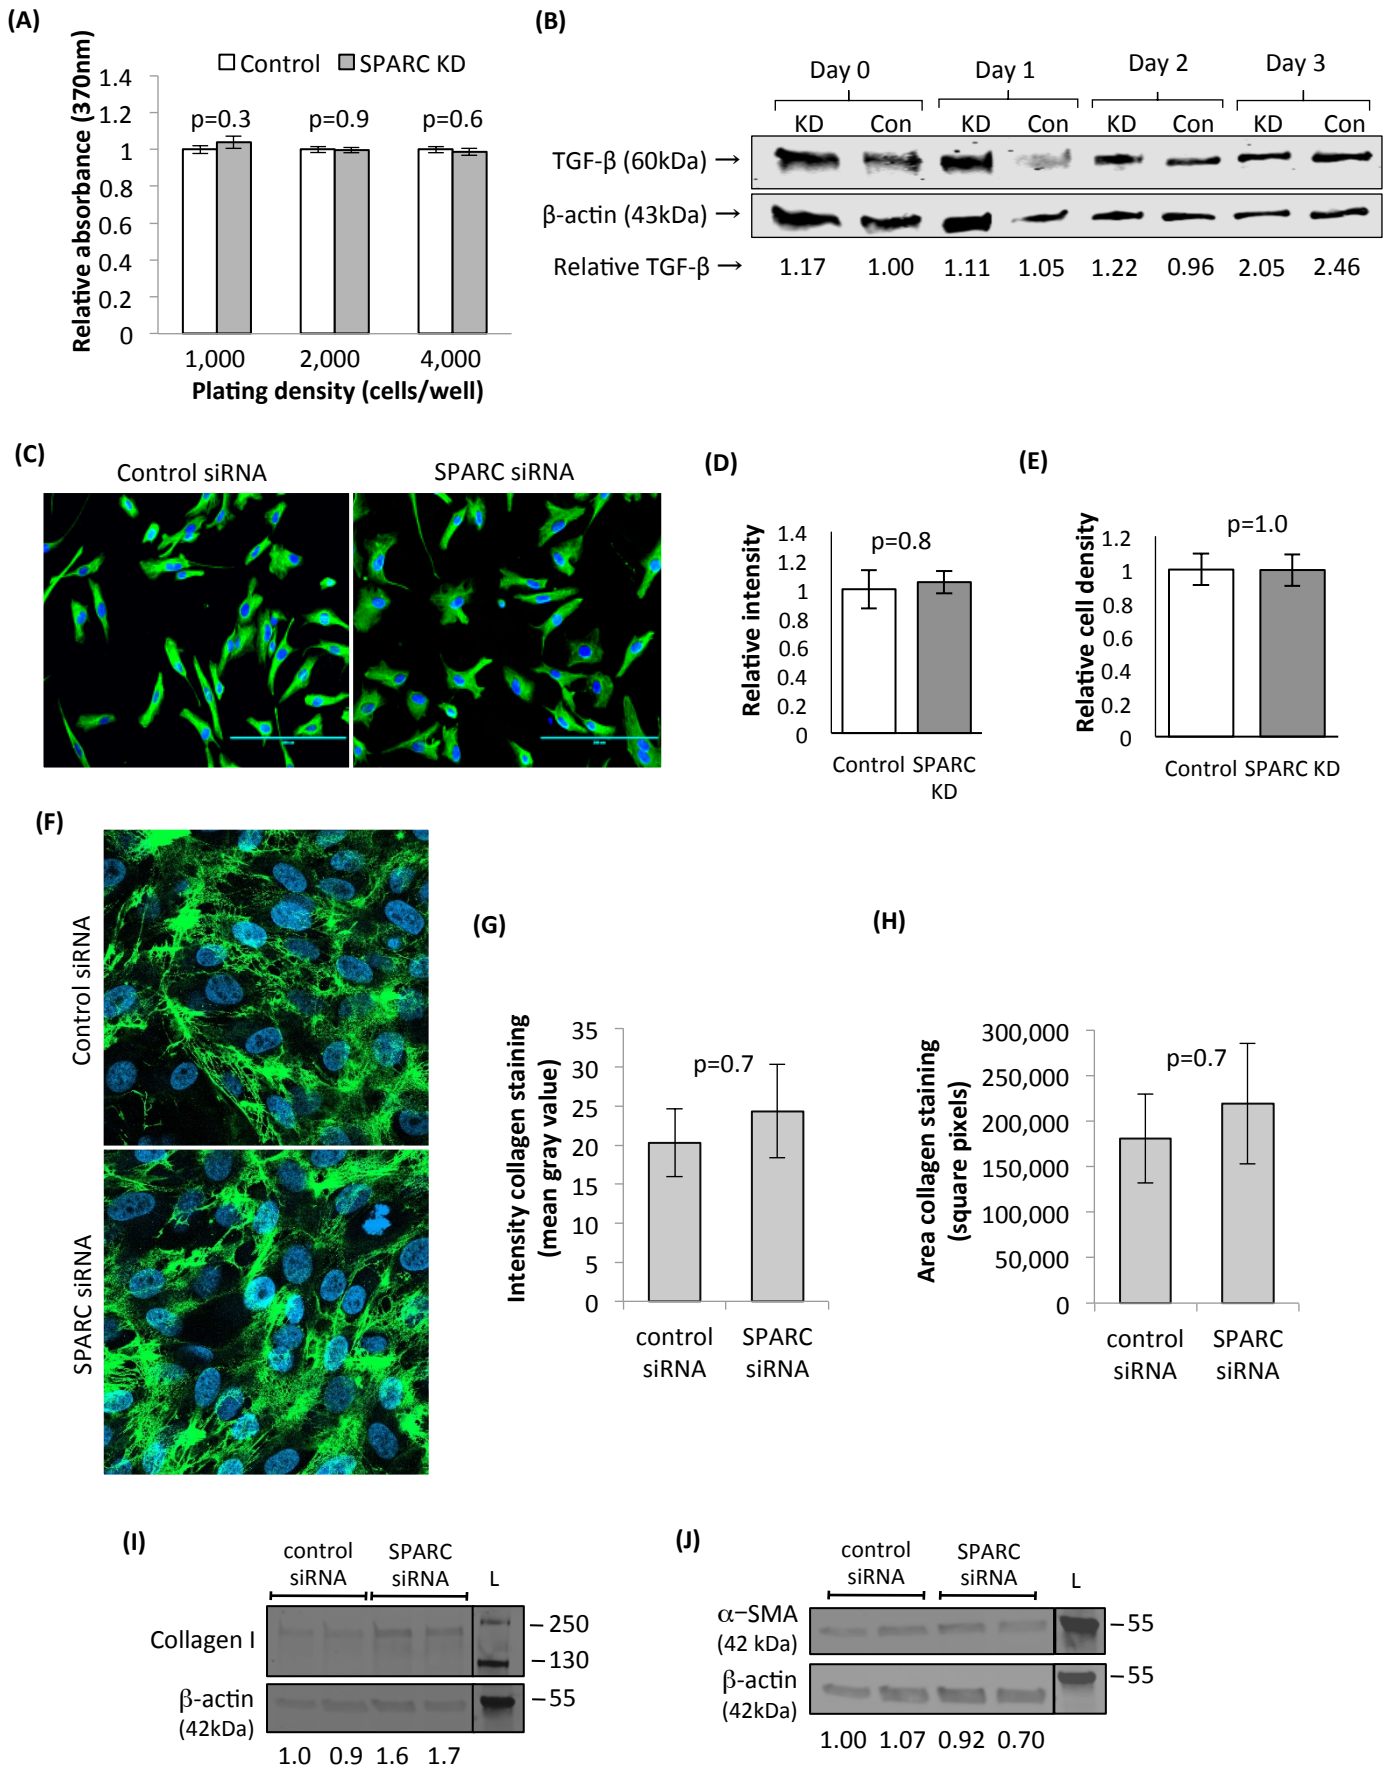 (A)
Control SPARC KD
Relative absorbance (370nm)
1.4
1.2
1
0.8
0.6
0.4
0.2
0
p=0.3 p=0.9 p=0.6
1,000 2,000 4,000
Plating density (cells/well)
(B)
Day 0 Day 1 Day 2 Day 3
KD Con KD Con KD Con KD Con
TGF-β (60kDa) →
β-actin (43kDa) →
Relative TGF-β → 1.17 1.00 1.11 1.05 1.22 0.96 2.05 2.46
(C)
Control siRNA SPARC siRNA
(D)
Relative intensity
1.4
1.2
1
0.8
0.6
0.4
0.2
0
p=0.8
Control SPARC
KD
(E)
Relative cell density
1.2
1
0.8
0.6
0.4
0.2
0
p=1.0
Control SPARC KD
(F)
Control siRNA
SPARC siRNA
(G)
Intensity collagen staining
(mean gray value)
35
30
25
20
15
10
5
0
p=0.7
control SPARC
siRNA siRNA
(H)
Area collagen staining
(square pixels)
300,000
250,000
200,000
150,000
100,000
50,000
0
p=0.7
control SPARC
siRNA siRNA
(I)
control SPARC
siRNA siRNA L
Collagen I
– 250
– 130
β-actin
(42kDa)
–55
1.0 0.9 1.6 1.7
(J)
control SPARC
siRNA siRNA L
α–SMA
(42 kDa)
–55
β-actin
(42kDa)
–55
1.00 1.07 0.92 0.70